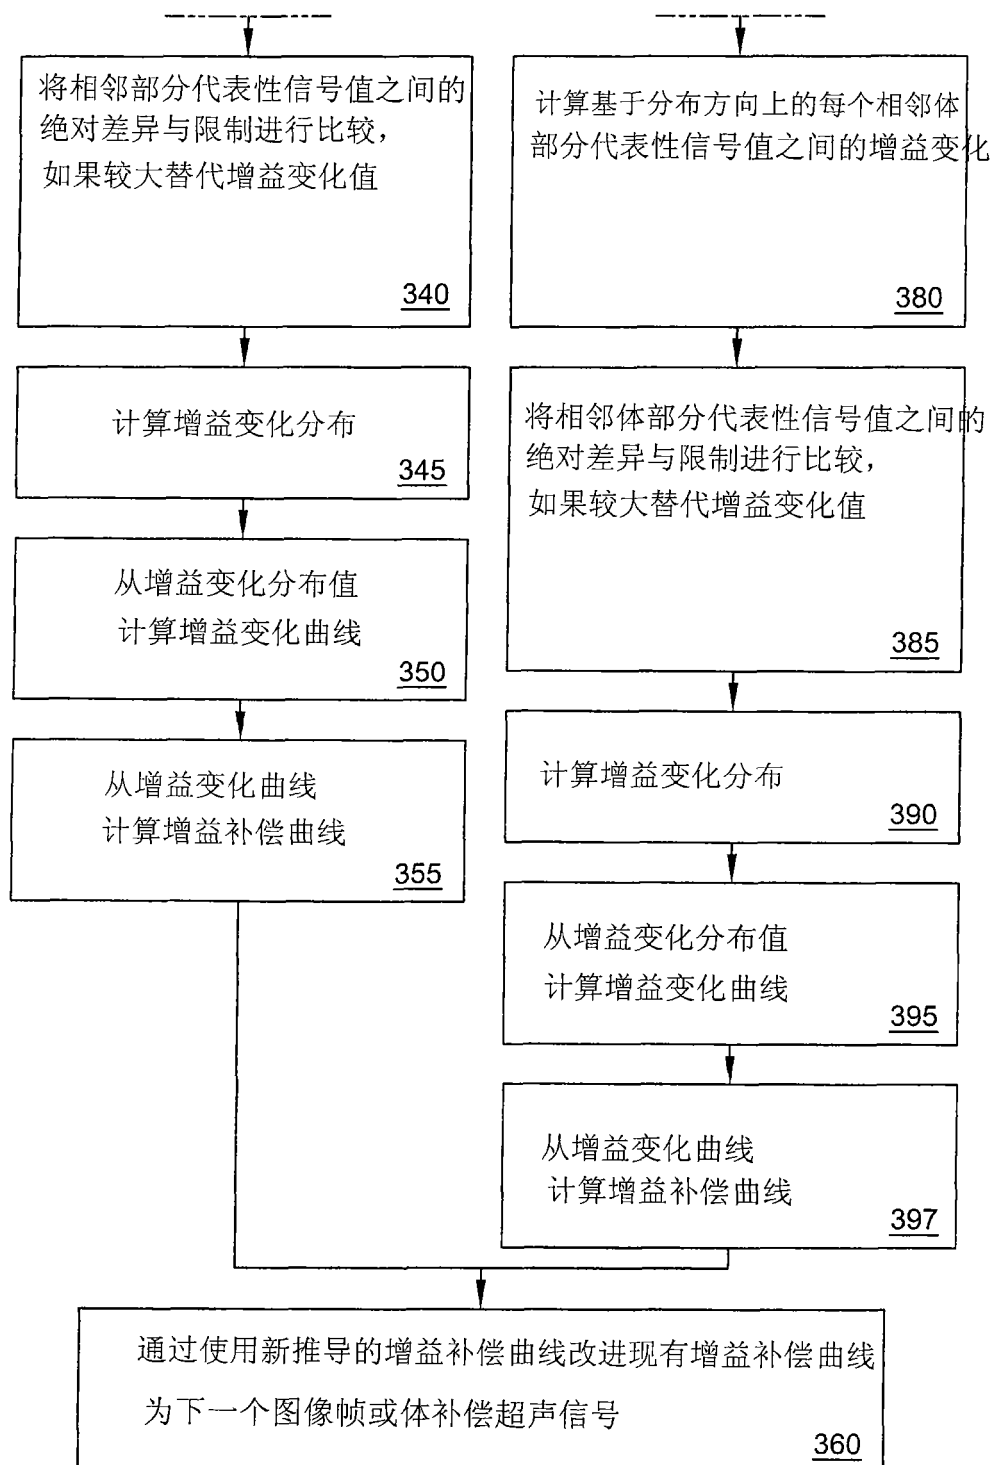 将相邻部分代表性信号值之间的
绝对差异与限制进行比较，
如果较大替代增益变化值
340
计算增益变化分布
345
从增益变化分布值
计算增益变化曲线
350
从增益变化曲线
计算增益补偿曲线
355
计算基于分布方向上的每个相邻体
部分代表性信号值之间的增益变化
380
将相邻体部分代表性信号值之间的
绝对差异与限制进行比较，
如果较大替代增益变化值
385
计算增益变化分布
390
从增益变化分布值
计算增益变化曲线
395
从增益变化曲线
计算增益补偿曲线
397
通过使用新推导的增益补偿曲线改进现有增益补偿曲线
为下一个图像帧或体补偿超声信号
360